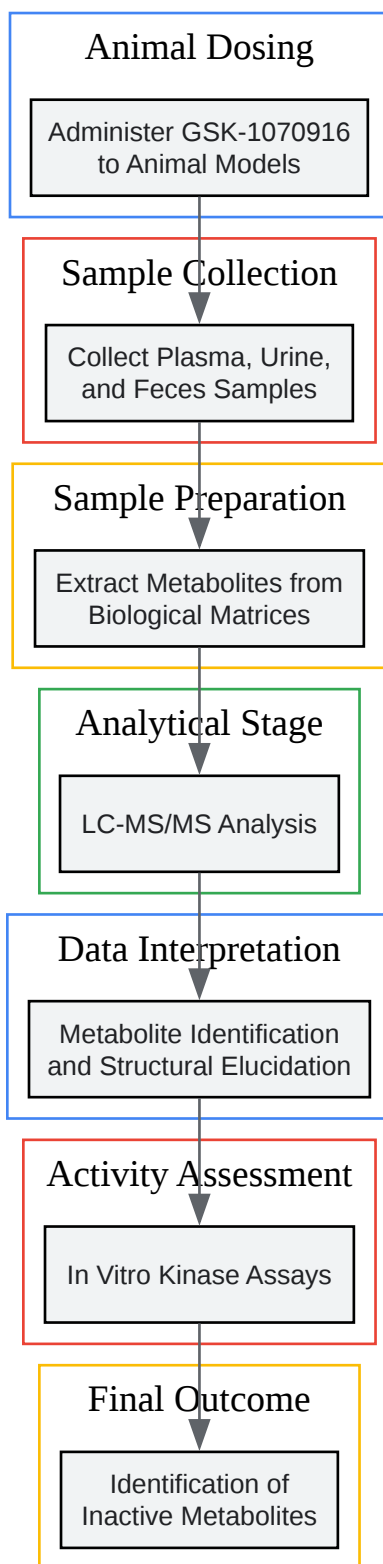 Animal Dosing
Administer GSK-1070916
to Animal Models
Sample Collection
Collect Plasma, Urine,
and Feces Samples
Sample Preparation
Extract Metabolites from
Biological Matrices
Analytical Stage
LC-MS/MS Analysis
Data Interpretation
Metabolite Identification
and Structural Elucidation
Activity Assessment
In Vitro Kinase Assays
Final Outcome
Identification of
Inactive Metabolites